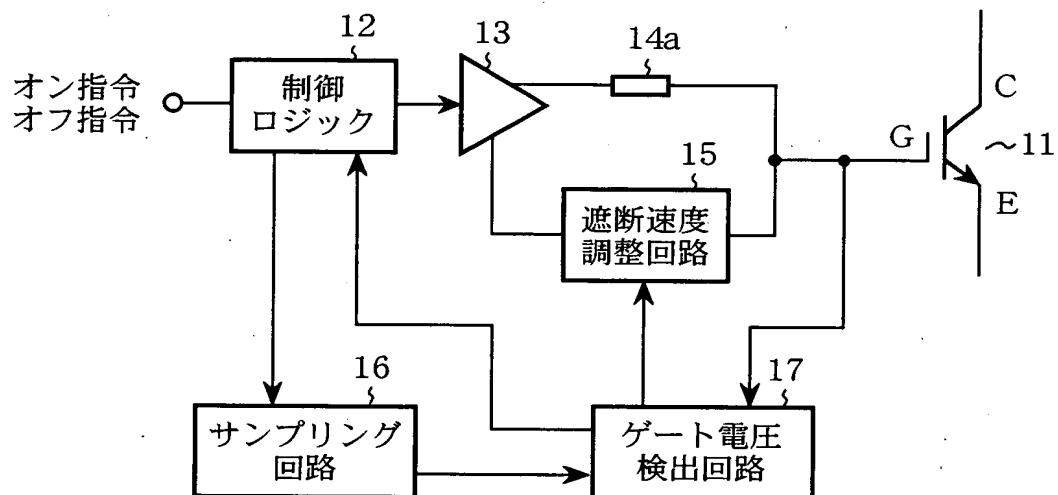 オン指令
オフ指令
12
制御
ロジック
13
14a
C
G
~11
E
15
遮断速度
調整回路
16
サンプリング
回路
17
ゲート電圧
検出回路